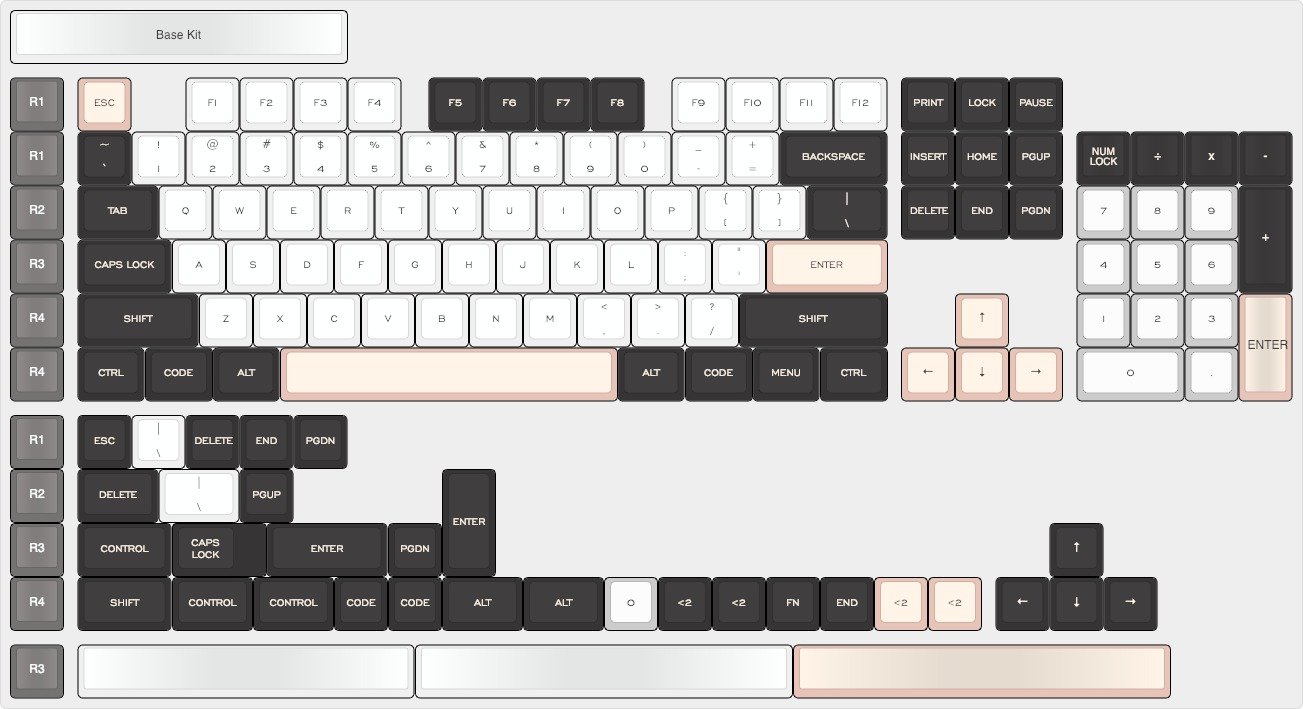 Base Kit
R1 ESC F1 F2 F3 F4 F5 F6 F7 F8 F9 F10 F11 F12 PRINT LOCK PAUSE
~ ! @ # $ % ^ & * ( ) _ +
R1 ` 1 2 3 4 5 6 7 8 9 0 - = BACKSPACE INSERT HOME PGUP NUM LOCK ÷ X -
{ } |
R2 TAB Q W E R T Y U I O P [ ] \ DELETE END PGDN 7 8 9 +
: "
R3 CAPS LOCK A S D F G H J K L ; ' ENTER 4 5 6
< > ?
R4 SHIFT Z X C V B N M , . / SHIFT ↑ 1 2 3 ENTER
R4 CTRL CODE ALT ALT CODE MENU CTRL ← ↓ → 0 .
|
R1 ESC \ DELETE END PGDN
|
R2 DELETE \ PGUP ENTER
R3 CONTROL CAPS LOCK ENTER PGDN ↑
R4 SHIFT CONTROL CONTROL CODE CODE ALT ALT 0 <2 <2 FN END <2 <2 ← ↓ →
R3